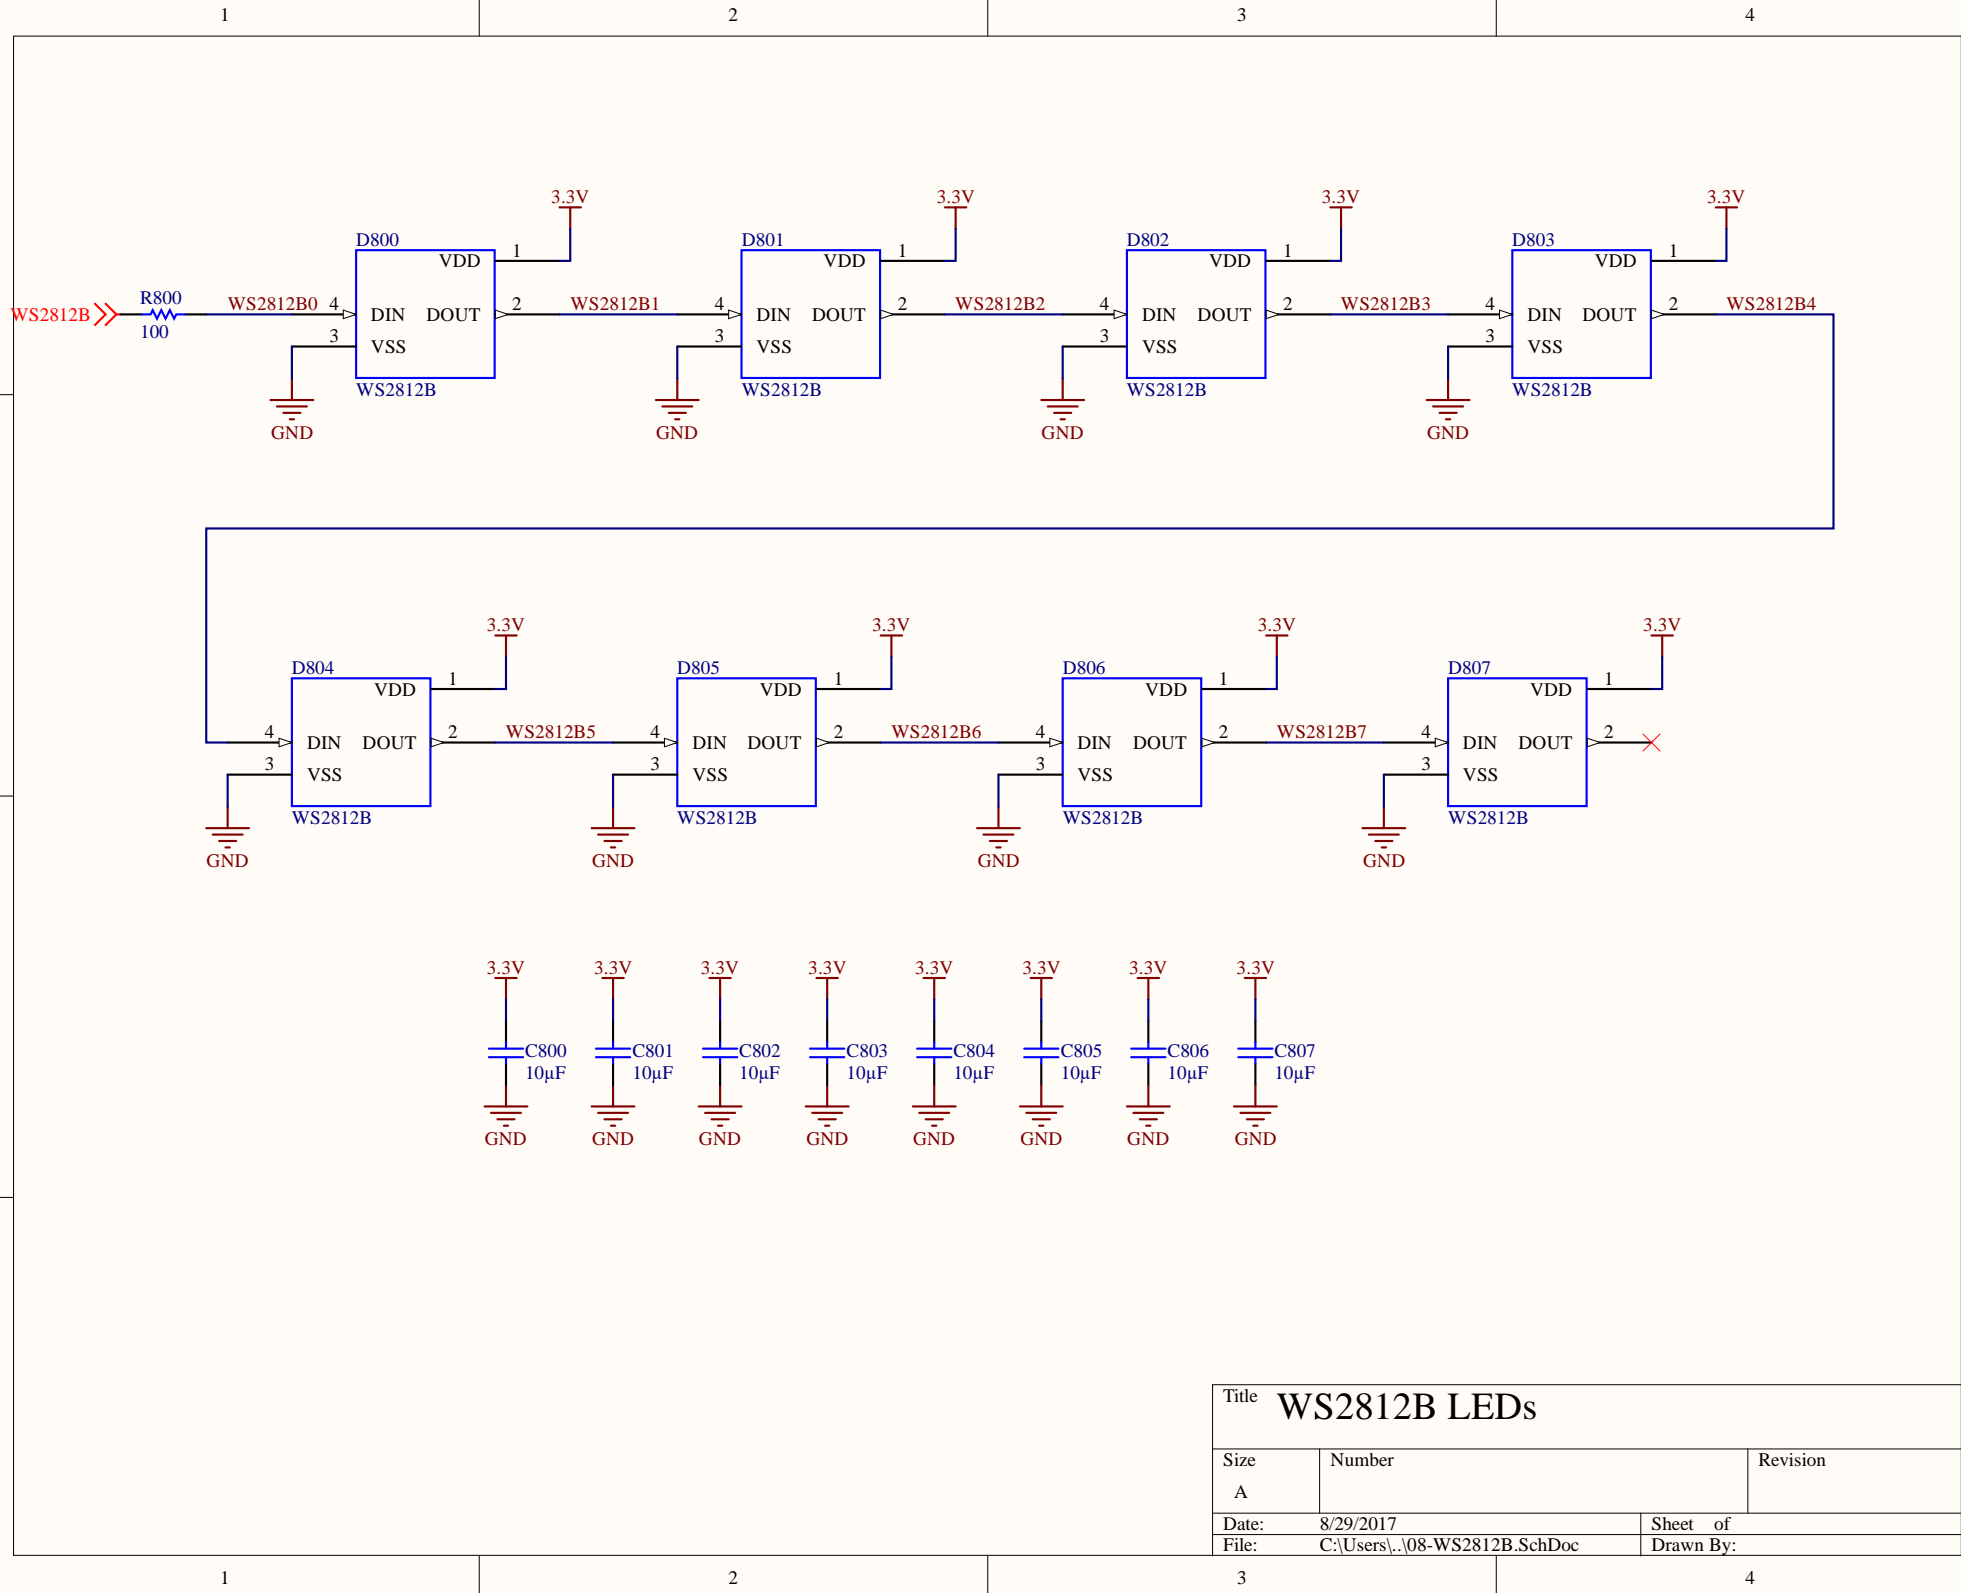 1 2 3 4
3.3V 3.3V 3.3V 3.3V
D800 D801 D802 D803
VDD 1 VDD 1 VDD 1 VDD 1
WS2812B R800 WS2812B0 4 DIN DOUT 2 WS2812B1 4 DIN DOUT 2 WS2812B2 4 DIN DOUT 2 WS2812B3 4 DIN DOUT 2 WS2812B4
100
3 VSS 3 VSS 3 VSS 3 VSS
WS2812B WS2812B WS2812B WS2812B
GND GND GND GND
3.3V 3.3V 3.3V 3.3V
D804 D805 D806 D807
VDD 1 VDD 1 VDD 1 VDD 1
4 DIN DOUT 2 WS2812B5 4 DIN DOUT 2 WS2812B6 4 DIN DOUT 2 WS2812B7 4 DIN DOUT 2
3 VSS 3 VSS 3 VSS 3 VSS
WS2812B WS2812B WS2812B WS2812B
GND GND GND GND
3.3V 3.3V 3.3V 3.3V 3.3V 3.3V 3.3V 3.3V
C800 C801 C802 C803 C804 C805 C806 C807
10µF 10µF 10µF 10µF 10µF 10µF 10µF 10µF
GND GND GND GND GND GND GND GND
Title WS2812B LEDs
Size Number Revision
A
Date: 8/29/2017 Sheet of
File: C:\Users\..\08-WS2812B.SchDoc Drawn By:
1 2 3 4